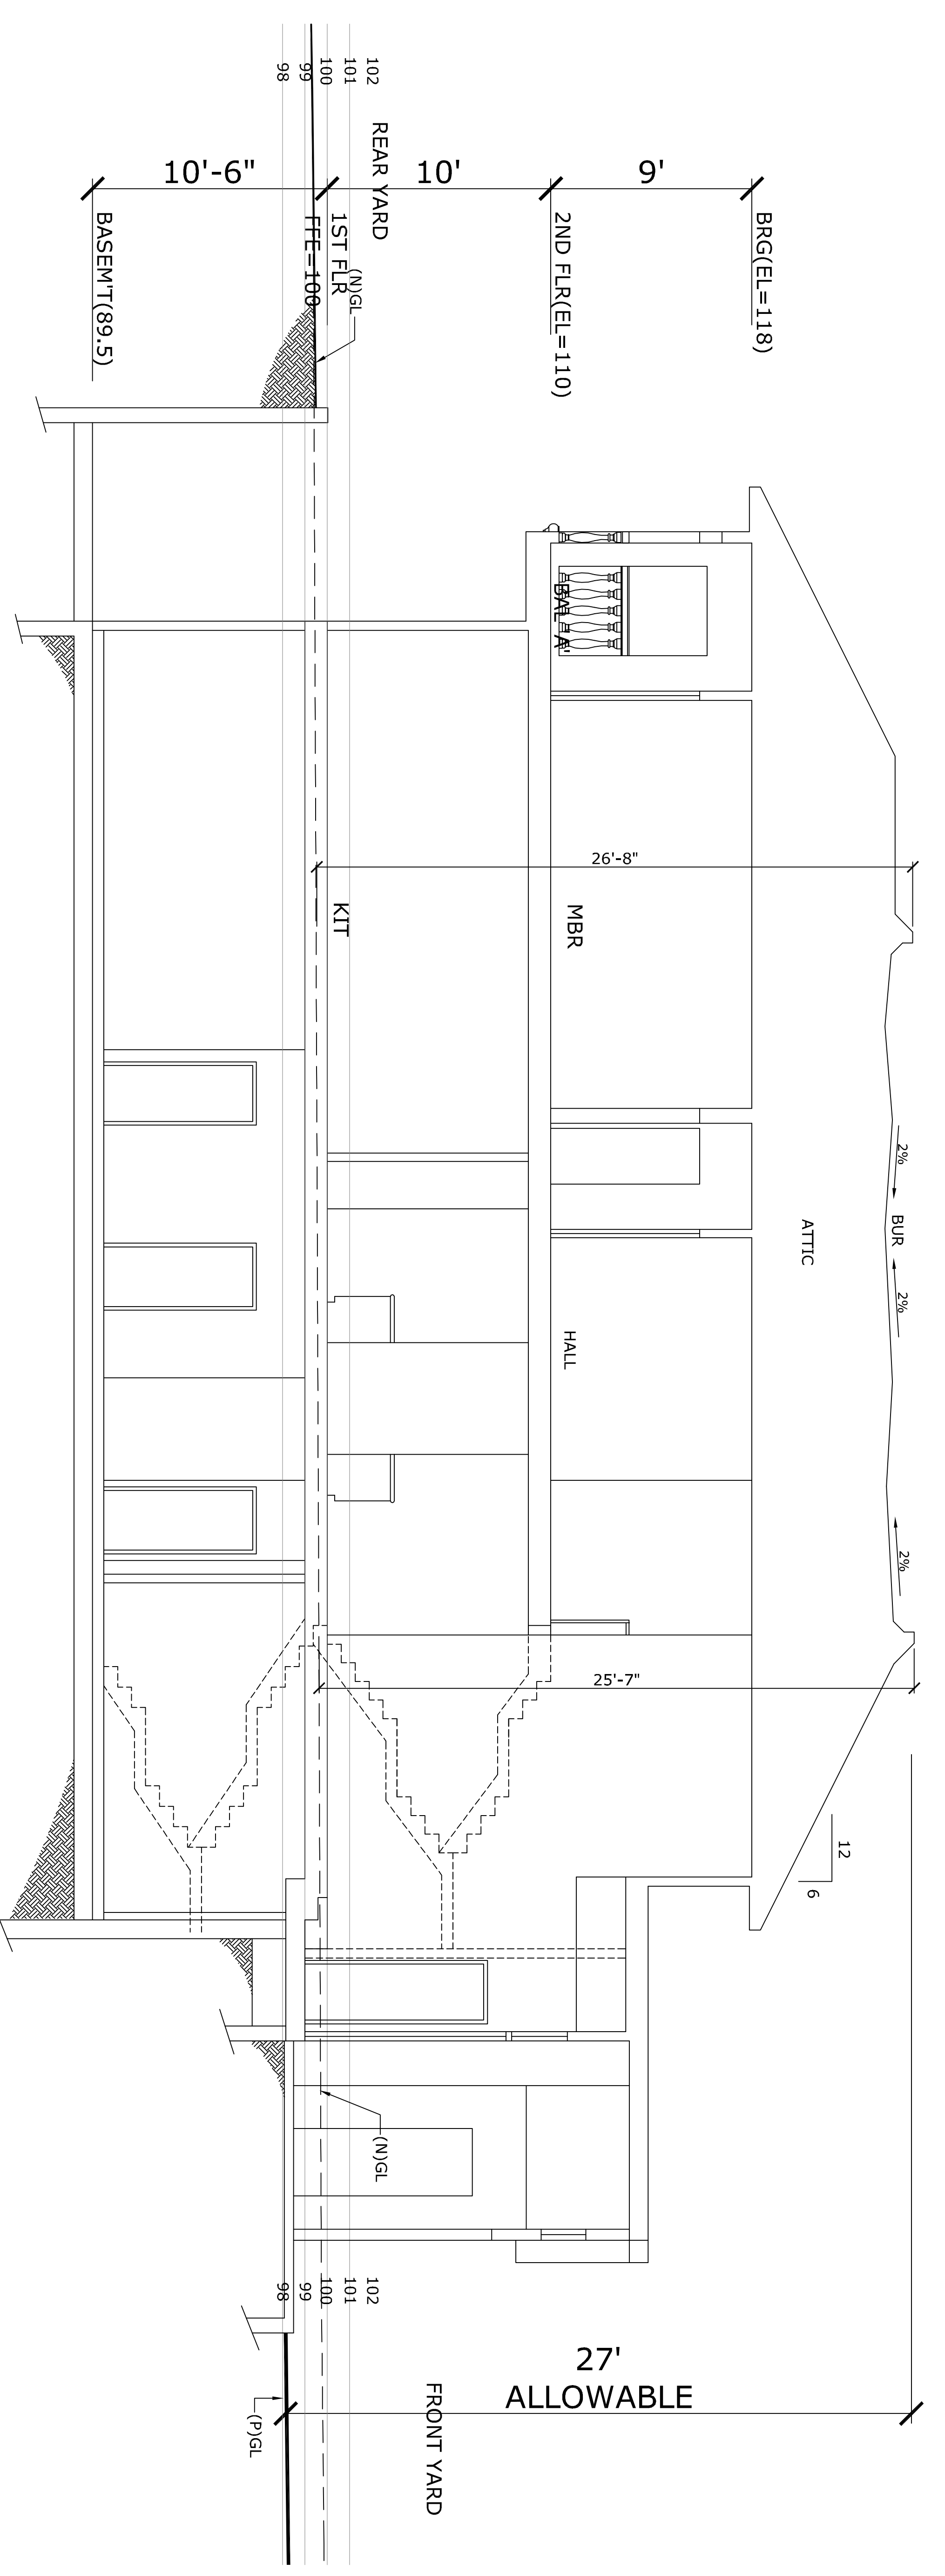 98
99
100
101
102
REAR YARD
10'-6"
10'
9'
BASEM'T(89.5)
1ST FLR
FFE=100
(N)GL
2ND FLR(EL=110)
BRG(EL=118)
BAL 'A'
26'-8"
KIT
MBR
2%
BUR
ATTIC
2%
HALL
2%
25'-7"
12
6
(N)GL
98
99
100
101
102
27'
ALLOWABLE
FRONT YARD
(P)GL